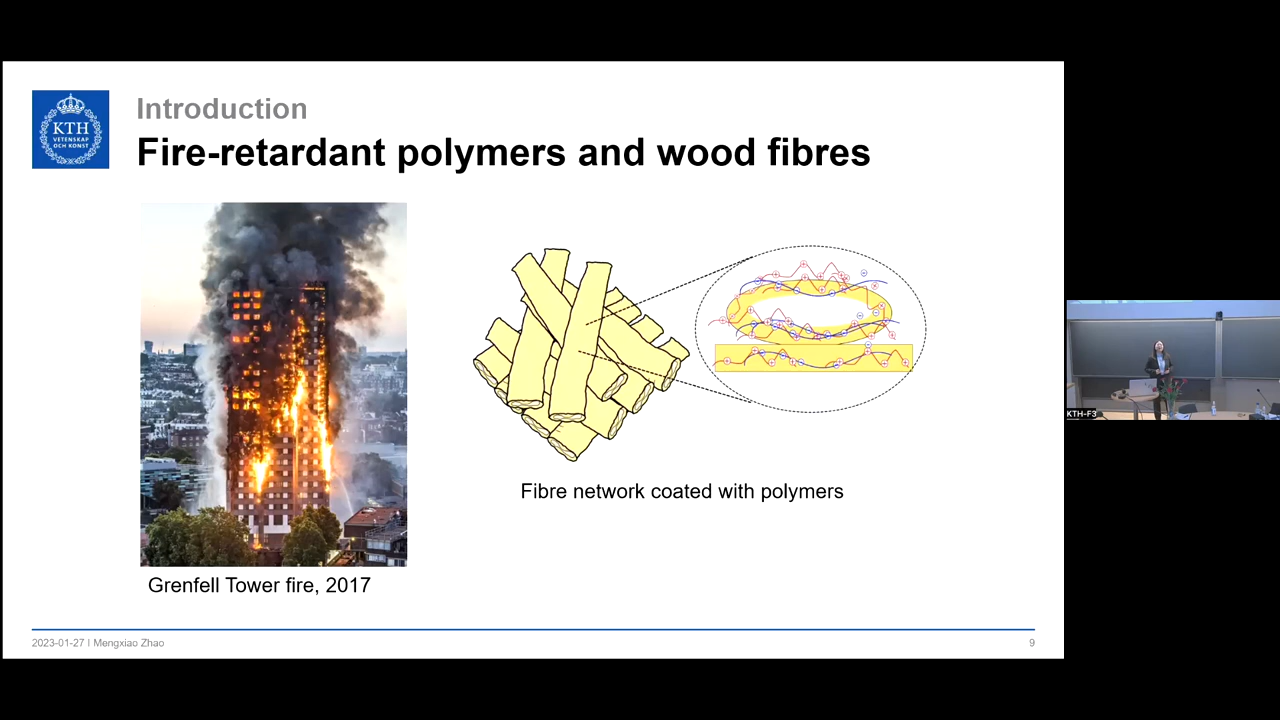 Introduction
Fire-retardant polymers and wood fibres
KTH
VETENSKAP
OCH KONST
Fibre network coated with polymers
Grenfell Tower fire, 2017
2023-01-27 | Mengxiao Zhao
9
KTH-F3